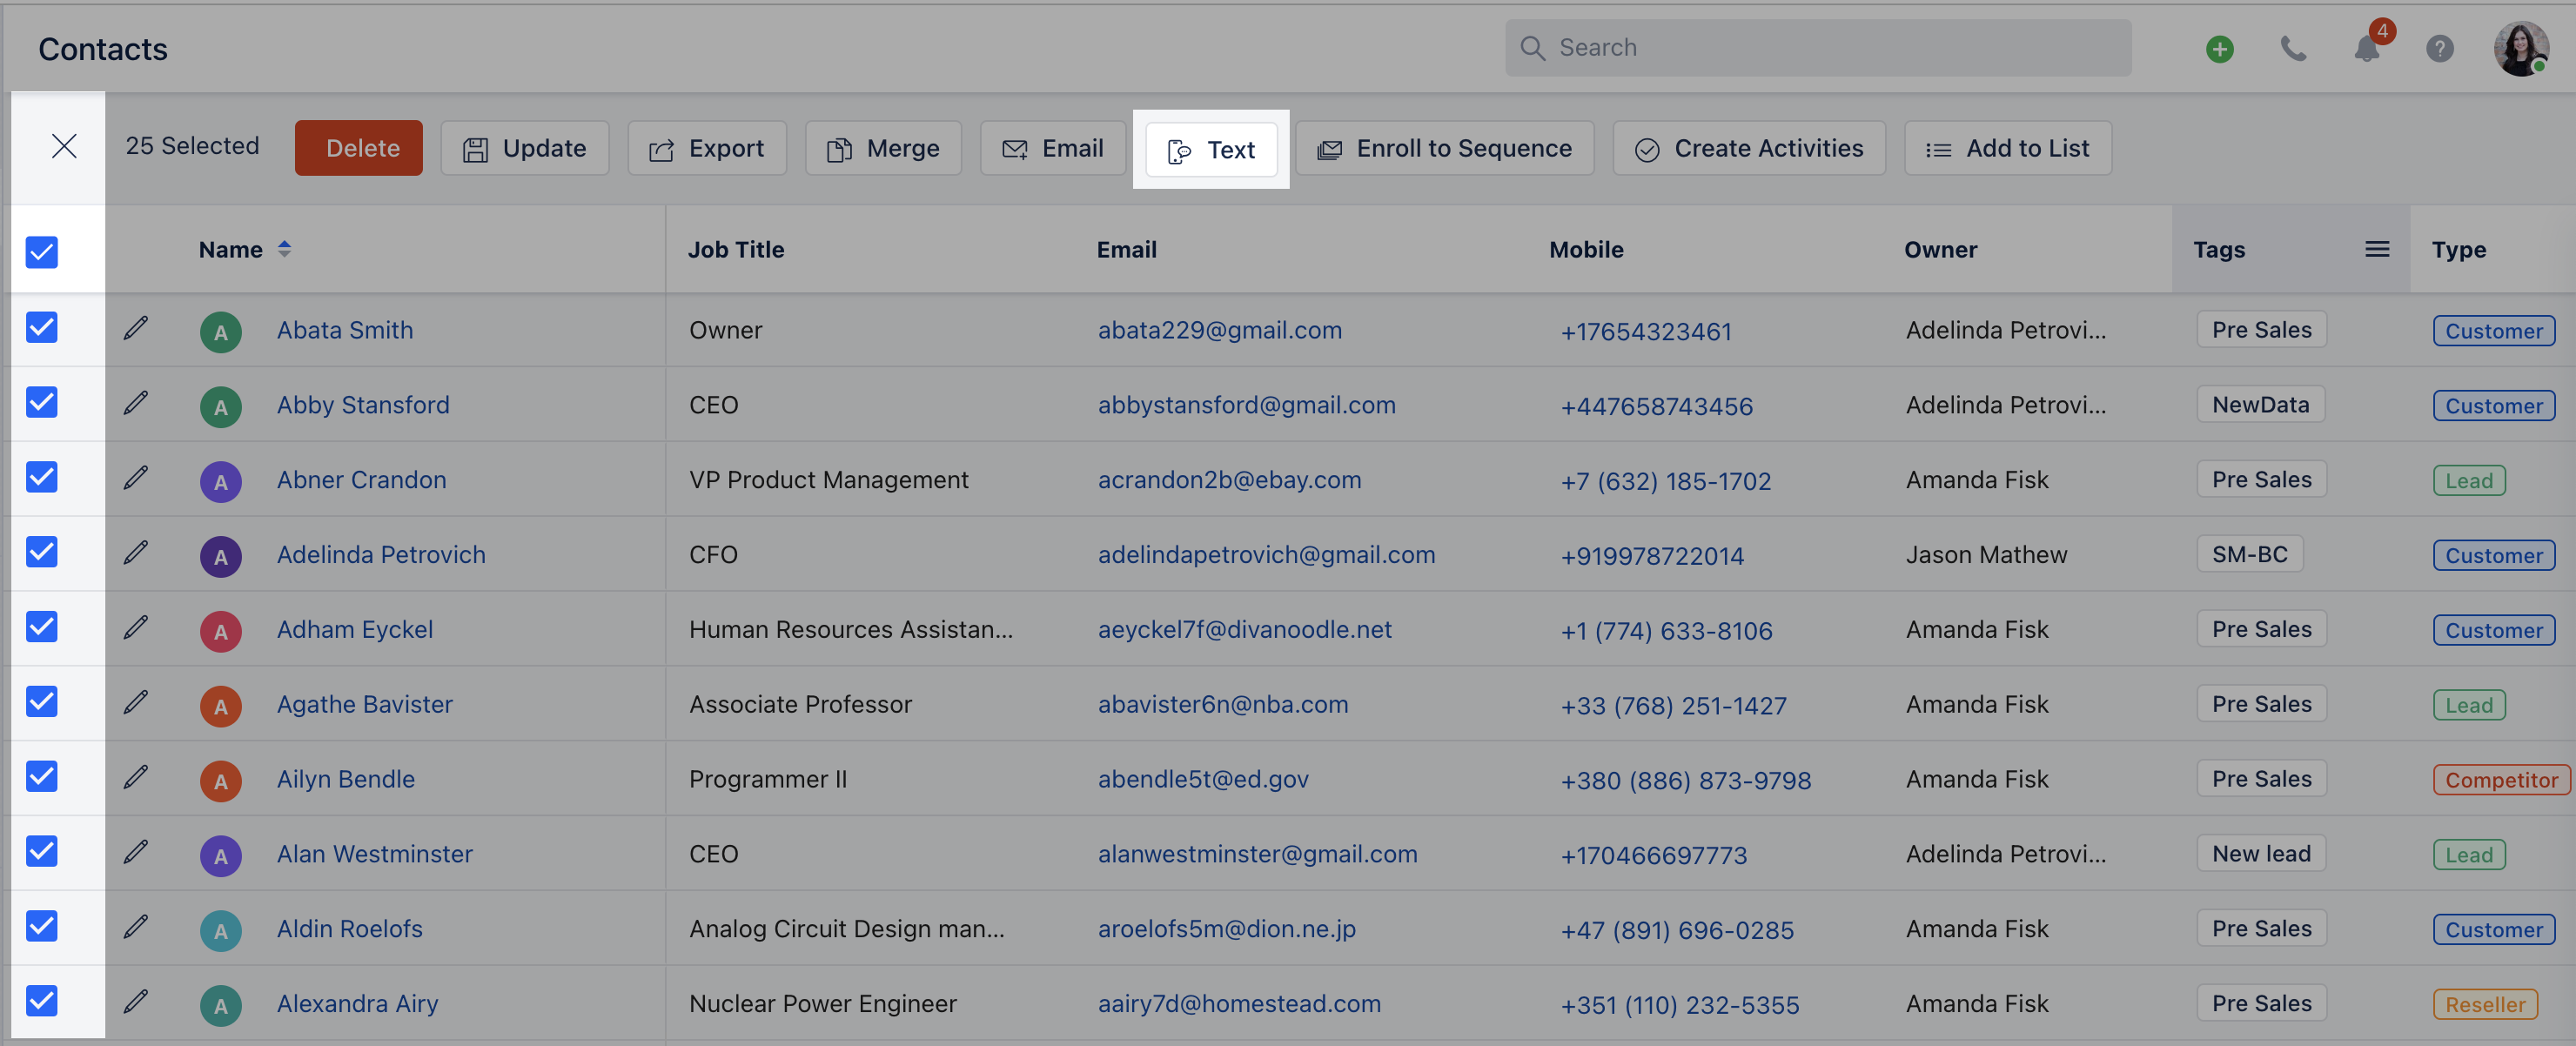 Contacts
Search
4
25 Selected
Delete
Update
Export
Merge
Email
Text
Enroll to Sequence
Create Activities
Add to List
Name
Job Title
Email
Mobile
Owner
Tags
Type
A Abata Smith Owner abata229@gmail.com +17654323461 Adelinda Petrovi... Pre Sales Customer
A Abby Stansford CEO abbystansford@gmail.com +447658743456 Adelinda Petrovi... NewData Customer
A Abner Crandon VP Product Management acrandon2b@ebay.com +7 (632) 185-1702 Amanda Fisk Pre Sales Lead
A Adelinda Petrovich CFO adelindapetrovich@gmail.com +919978722014 Jason Mathew SM-BC Customer
A Adham Eyckel Human Resources Assistan... aeyckel7f@divanoodle.net +1 (774) 633-8106 Amanda Fisk Pre Sales Customer
A Agathe Bavister Associate Professor abavister6n@nba.com +33 (768) 251-1427 Amanda Fisk Pre Sales Lead
A Ailyn Bendle Programmer II abendle5t@ed.gov +380 (886) 873-9798 Amanda Fisk Pre Sales Competitor
A Alan Westminster CEO alanwestminster@gmail.com +170466697773 Adelinda Petrovi... New lead Lead
A Aldin Roelofs Analog Circuit Design man... aroelofs5m@dion.ne.jp +47 (891) 696-0285 Amanda Fisk Pre Sales Customer
A Alexandra Airy Nuclear Power Engineer aairy7d@homestead.com +351 (110) 232-5355 Amanda Fisk Pre Sales Reseller